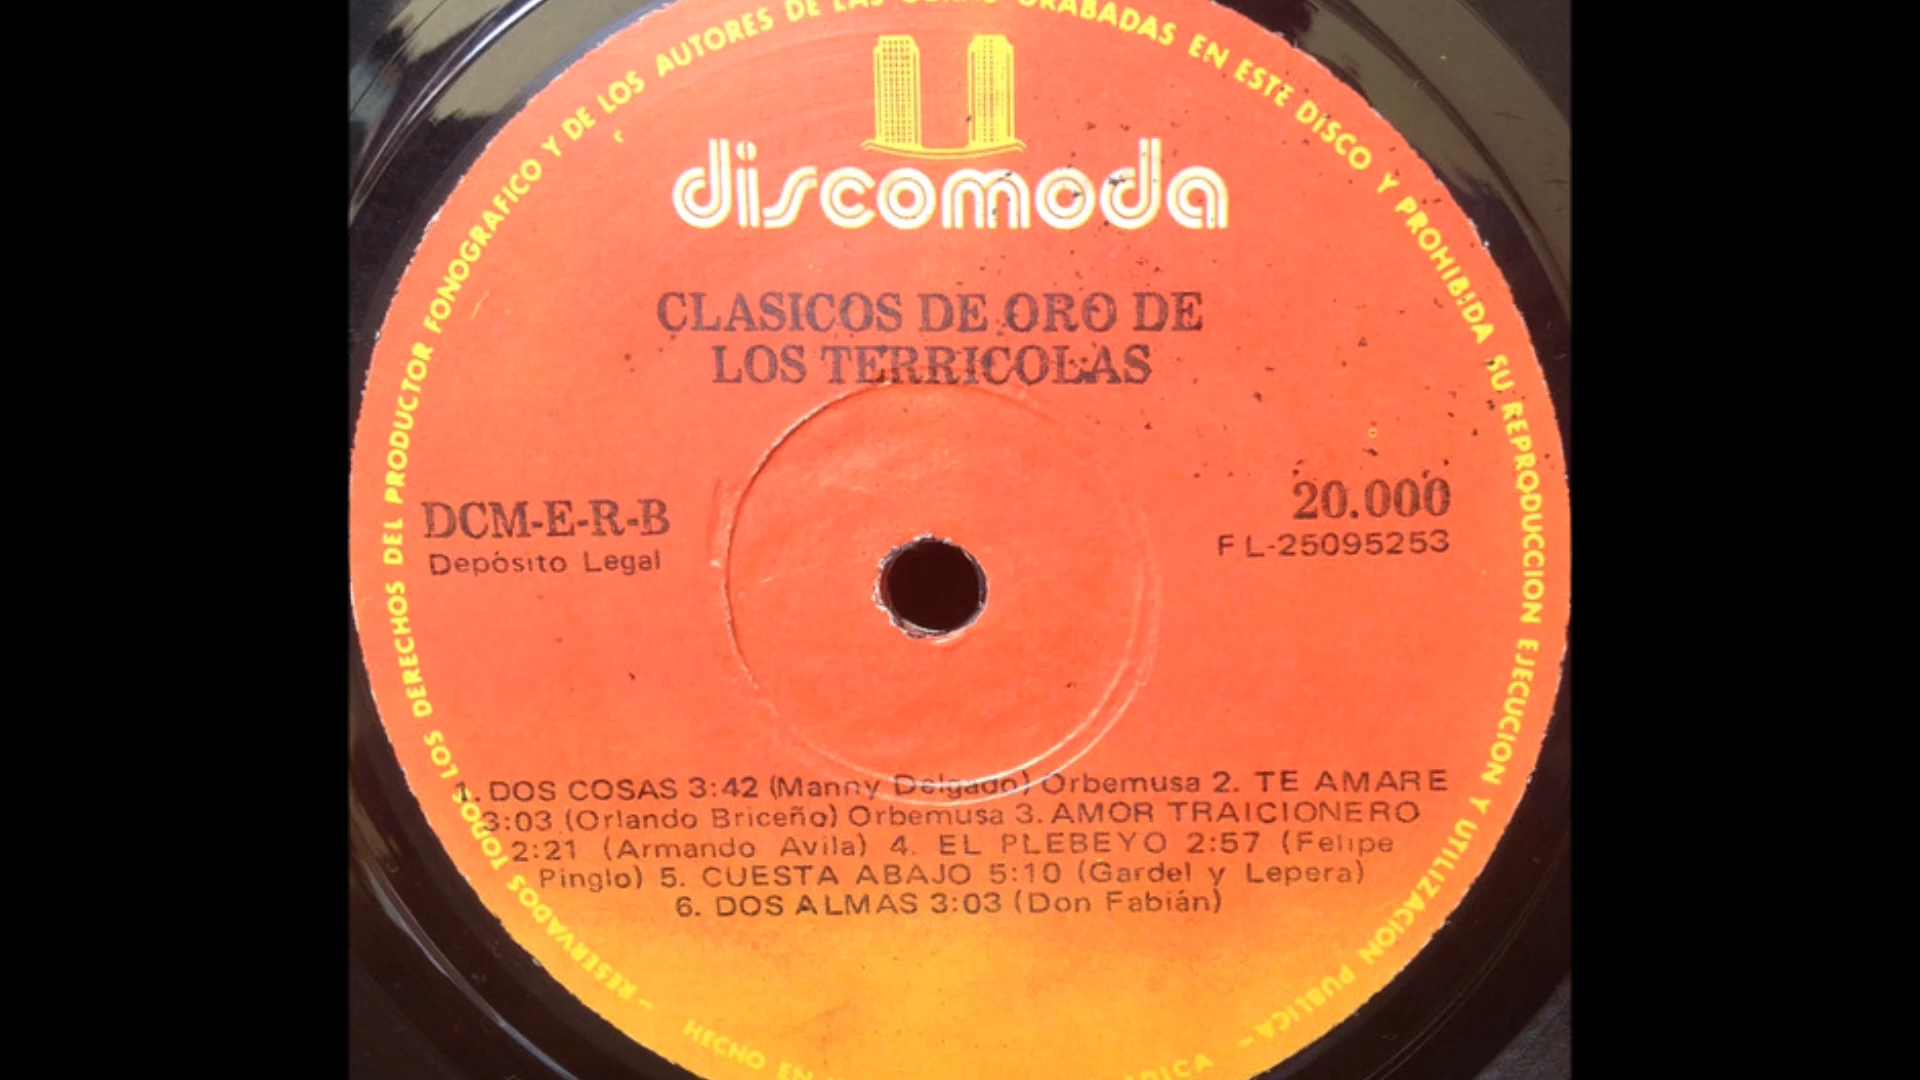 RESERVADOS TODOS LOS DERECHOS DEL PRODUCTOR FONOGRAFICO Y DE LOS AUTORES DE LAS OBRAS GRABADAS EN ESTE DISCO Y PROHIBIDA SU REPRODUCCION EJECUCION Y UTILIZACION PUBLICA -
discomoda
CLASICOS DE ORO DE
LOS TERRICOLAS
DCM-E-R-B
20.000
Depósito Legal
FL-25095253
1. DOS COSAS 3:42 (Manny Delgado) Orbemusa 2. TE AMARE
3:03 (Orlando Briceño) Orbemusa 3. AMOR TRAICIONERO
2:21 (Armando Avila) 4. EL PLEBEYO 2:57 (Felipe
Pinglo) 5. CUESTA ABAJO 5:10 (Gardel y Lepera)
6. DOS ALMAS 3:03 (Don Fabián)
HECHO EN